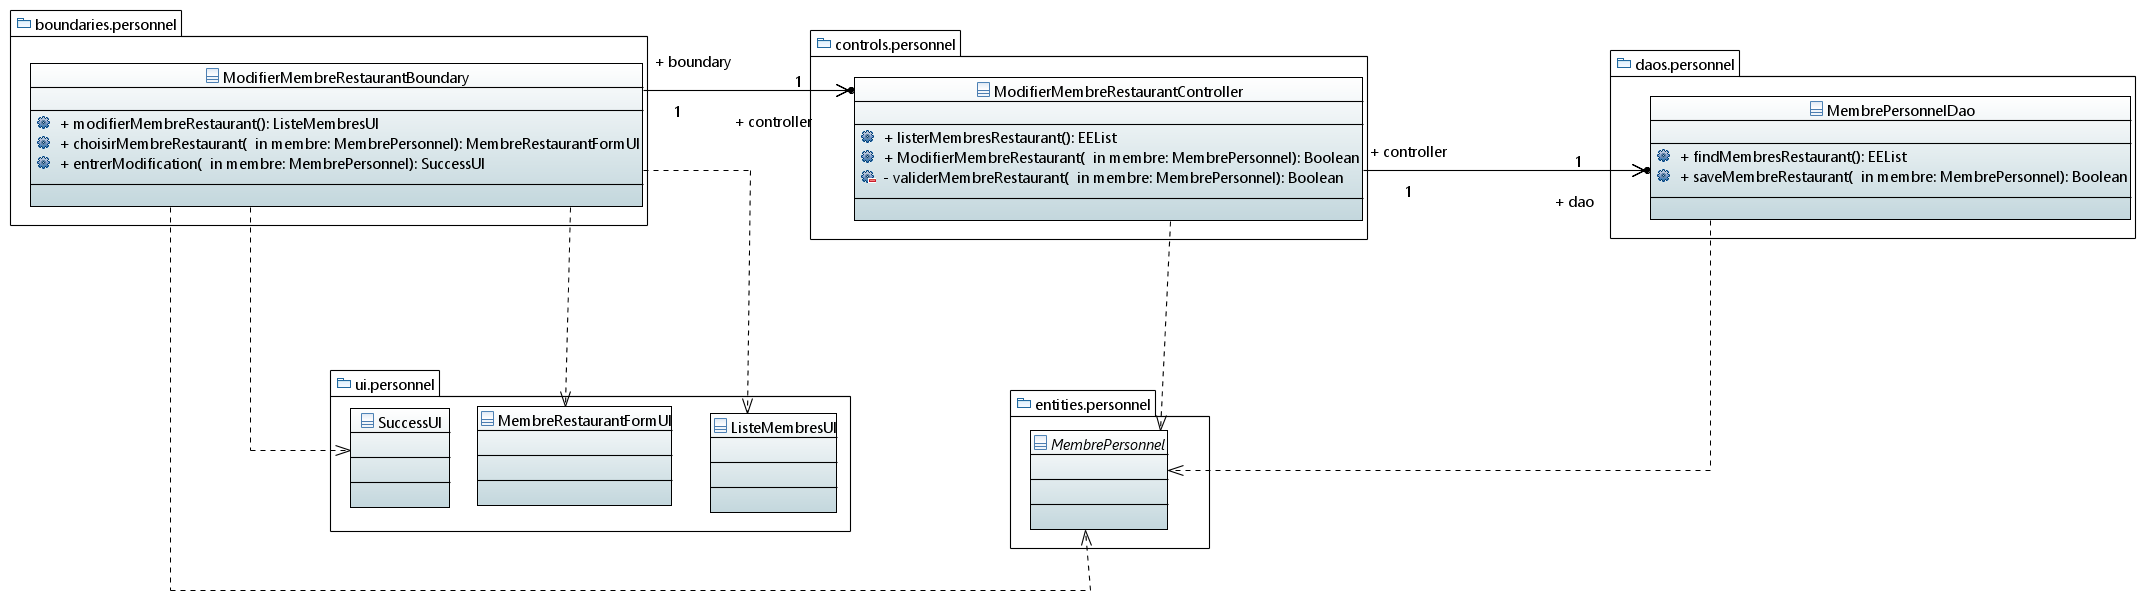 boundaries.personnel
ModifierMembreRestaurantBoundary
+ modifierMembreRestaurant(): ListeMembresUI
+ choisirMembreRestaurant(  in membre: MembrePersonnel): MembreRestaurantFormUI
+ entrerModification(  in membre: MembrePersonnel): SuccessUI
+ boundary
1
1
+ controller
controls.personnel
ModifierMembreRestaurantController
+ listerMembresRestaurant(): EEList
+ ModifierMembreRestaurant(  in membre: MembrePersonnel): Boolean
- validerMembreRestaurant(  in membre: MembrePersonnel): Boolean
+ controller
1
1
+ dao
daos.personnel
MembrePersonnelDao
+ findMembresRestaurant(): EEList
+ saveMembreRestaurant(  in membre: MembrePersonnel): Boolean
ui.personnel
SuccessUI
MembreRestaurantFormUI
ListeMembresUI
entities.personnel
MembrePersonnel